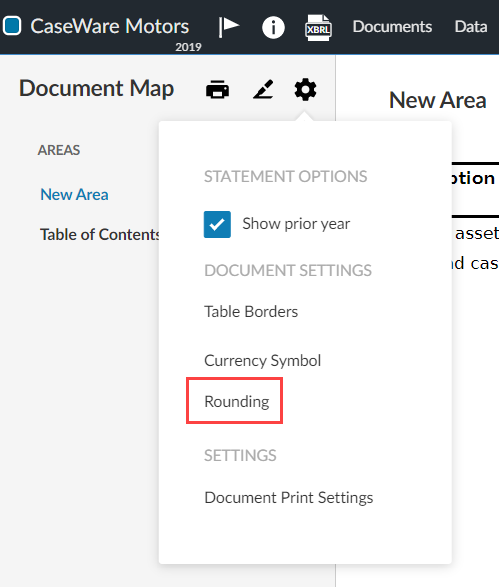 CaseWare Motors
2019
XBRL
Documents
Data
Document Map
New Area
AREAS
New Area
Table of Contents
STATEMENT OPTIONS
Show prior year
DOCUMENT SETTINGS
Table Borders
Currency Symbol
Rounding
SETTINGS
Document Print Settings
ption
asset
d cas